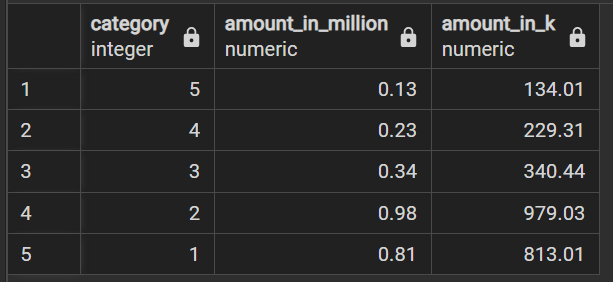 category amount_in_million amount_in_k
integer numeric numeric
1 5 0.13 134.01
2 4 0.23 229.31
3 3 0.34 340.44
4 2 0.98 979.03
5 1 0.81 813.01